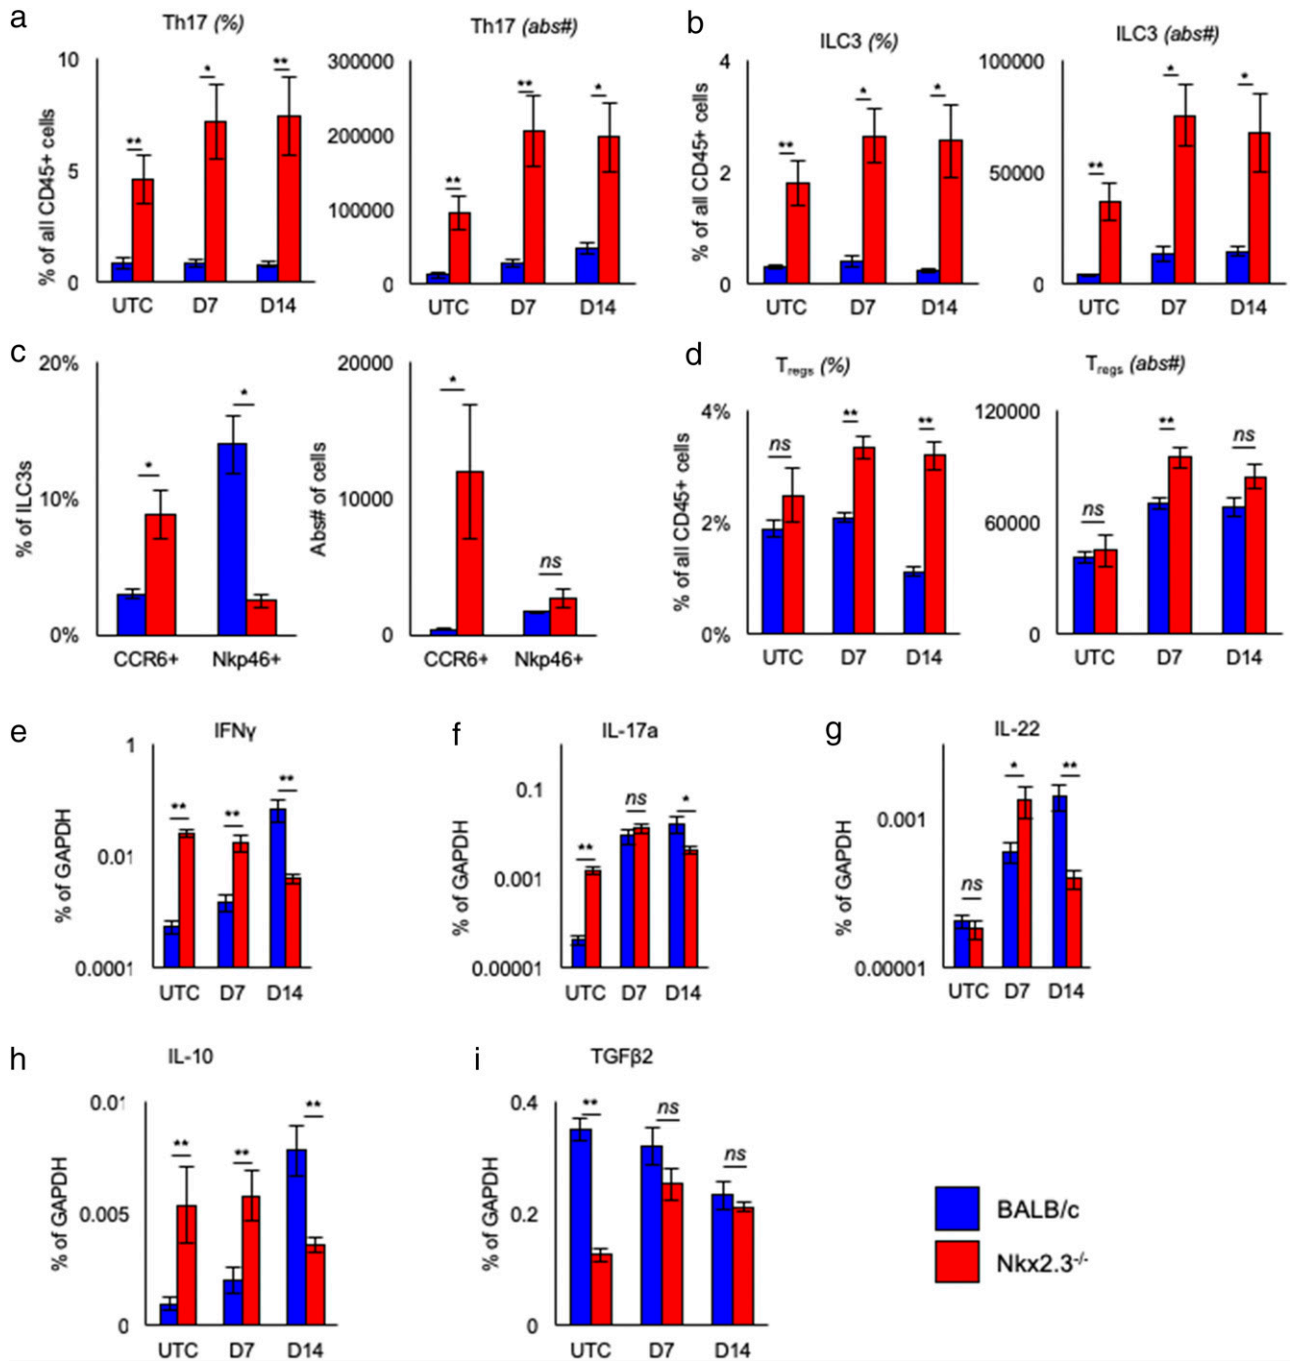 a
Th17 (%)
% of all CD45+ cells
10
5
0
**
*
**
UTC D7 D14
Th17 (abs#)
300000
200000
100000
0
**
**
*
UTC D7 D14
b
ILC3 (%)
% of all CD45+ cells
4
2
0
**
*
*
UTC D7 D14
ILC3 (abs#)
100000
50000
0
**
*
*
UTC D7 D14
c
% of ILC3s
20%
10%
0%
*
*
CCR6+ Nkp46+
Abs# of cells
20000
10000
0
*
ns
CCR6+ Nkp46+
d
Tregs (%)
% of all CD45+ cells
4%
2%
0%
ns
**
**
UTC D7 D14
Tregs (abs#)
120000
60000
0
ns
**
ns
UTC D7 D14
e
IFNγ
% of GAPDH
1
0.01
0.0001
**
**
**
UTC D7 D14
f
IL-17a
% of GAPDH
0.1
0.001
0.00001
**
ns
*
UTC D7 D14
g
IL-22
% of GAPDH
0.001
0.00001
ns
*
**
UTC D7 D14
h
IL-10
% of GAPDH
0.01
0.005
0
**
**
**
UTC D7 D14
i
TGFβ2
% of GAPDH
0.4
0.2
0
**
ns
ns
UTC D7 D14
BALB/c
Nkx2.3-/-